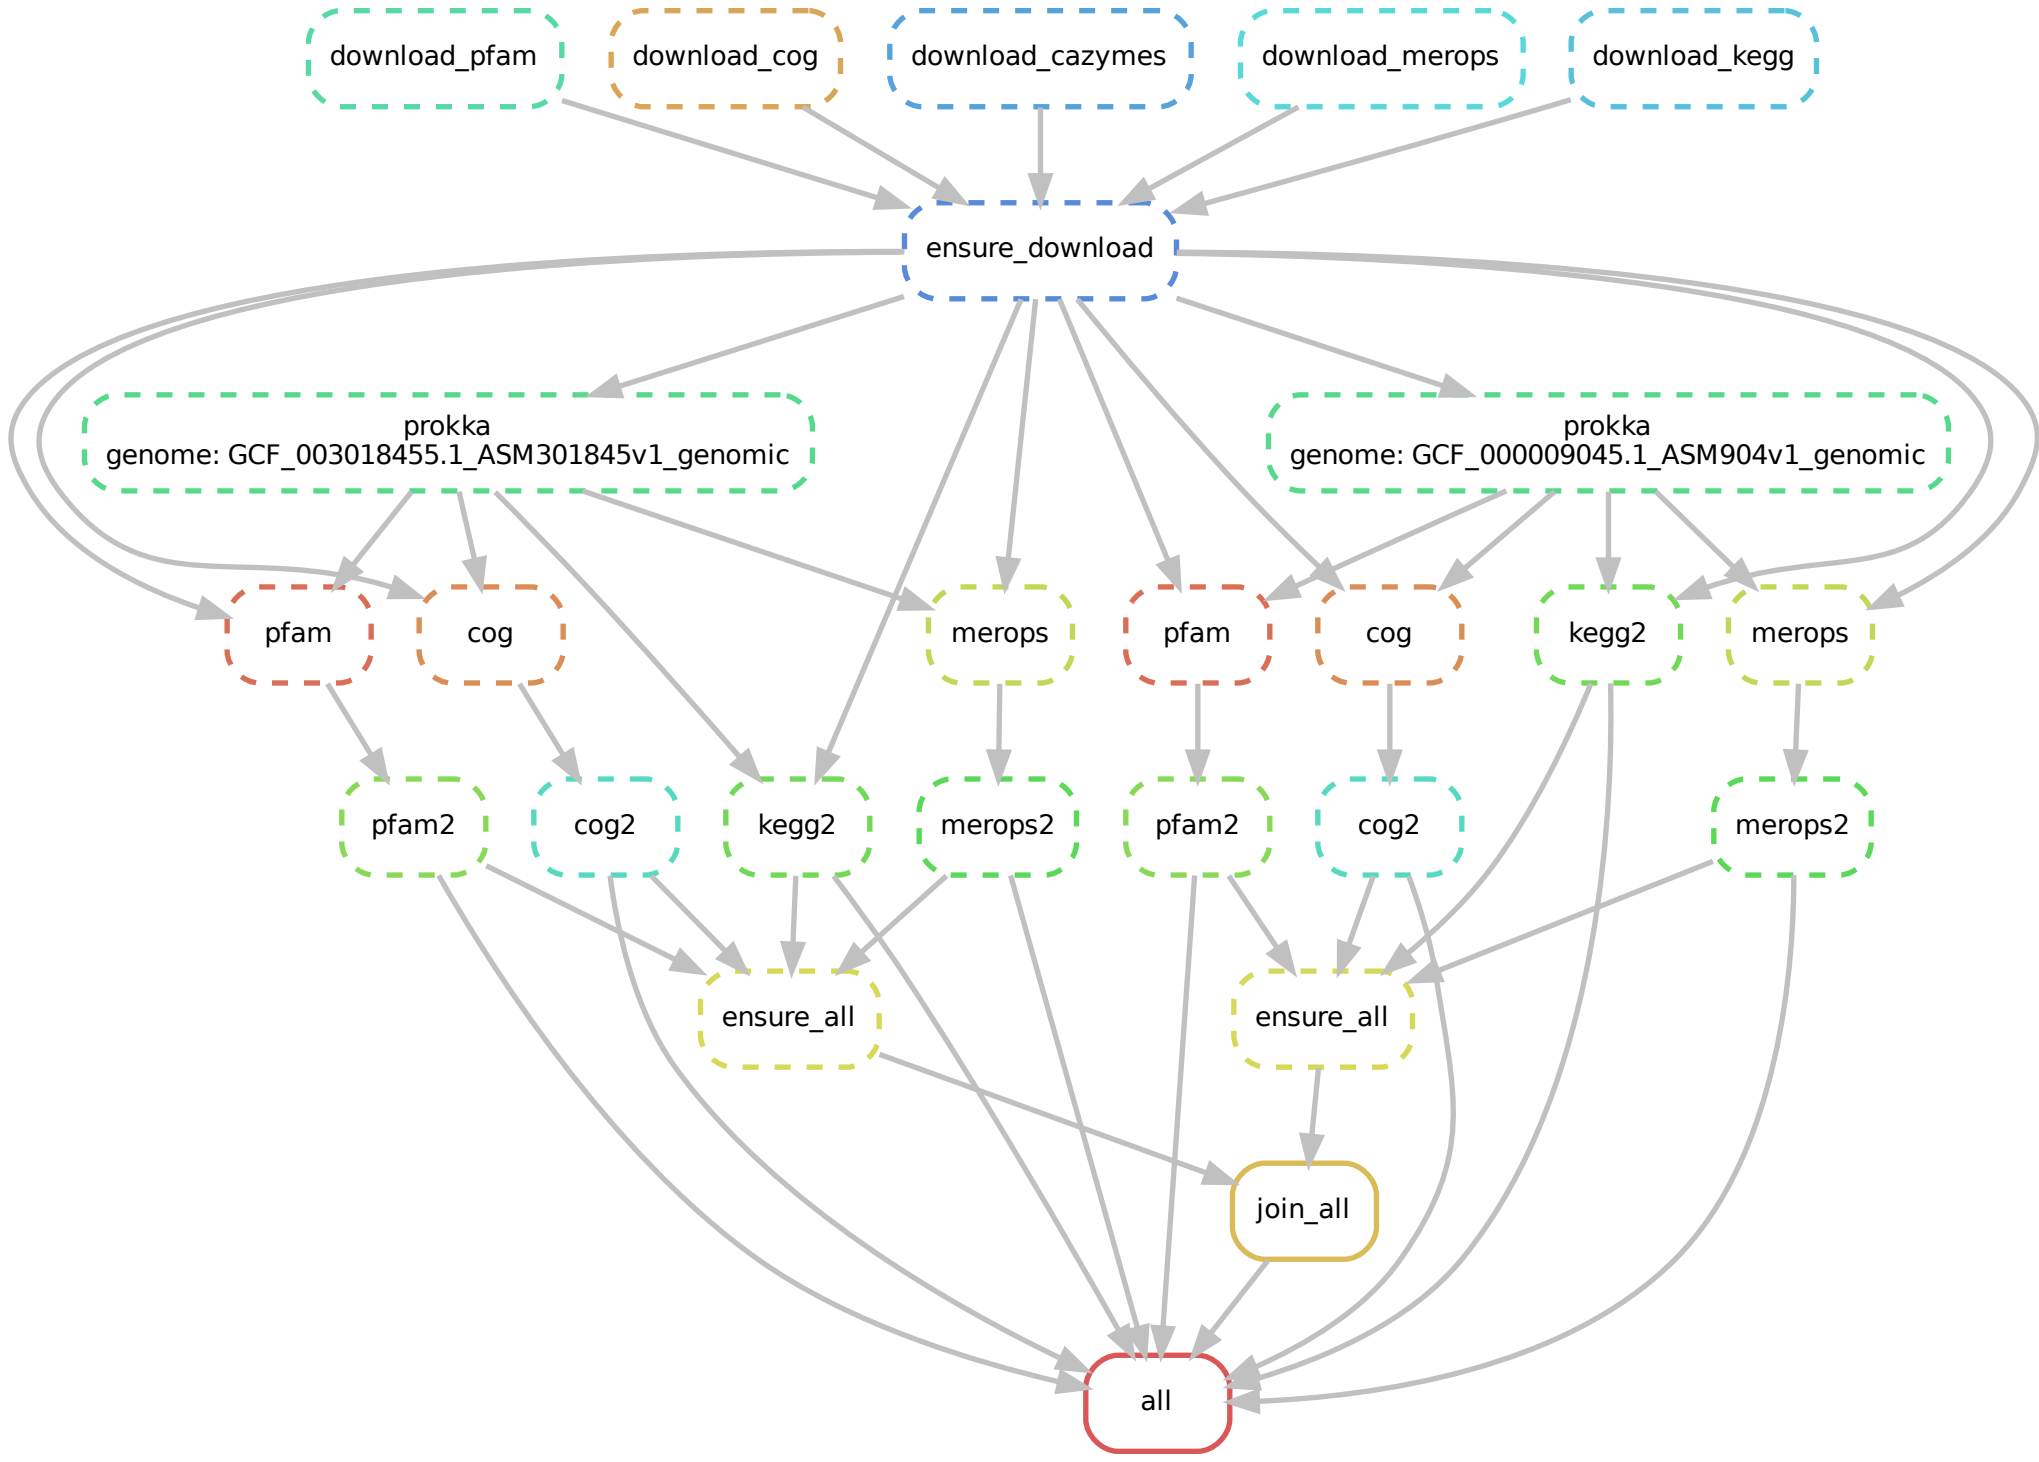 download_pfam
download_cog
download_cazymes
download_merops
download_kegg
ensure_download
prokka
genome: GCF_003018455.1_ASM301845v1_genomic
prokka
genome: GCF_000009045.1_ASM904v1_genomic
pfam
cog
merops
pfam
cog
kegg2
merops
pfam2
cog2
kegg2
merops2
pfam2
cog2
merops2
ensure_all
ensure_all
join_all
all